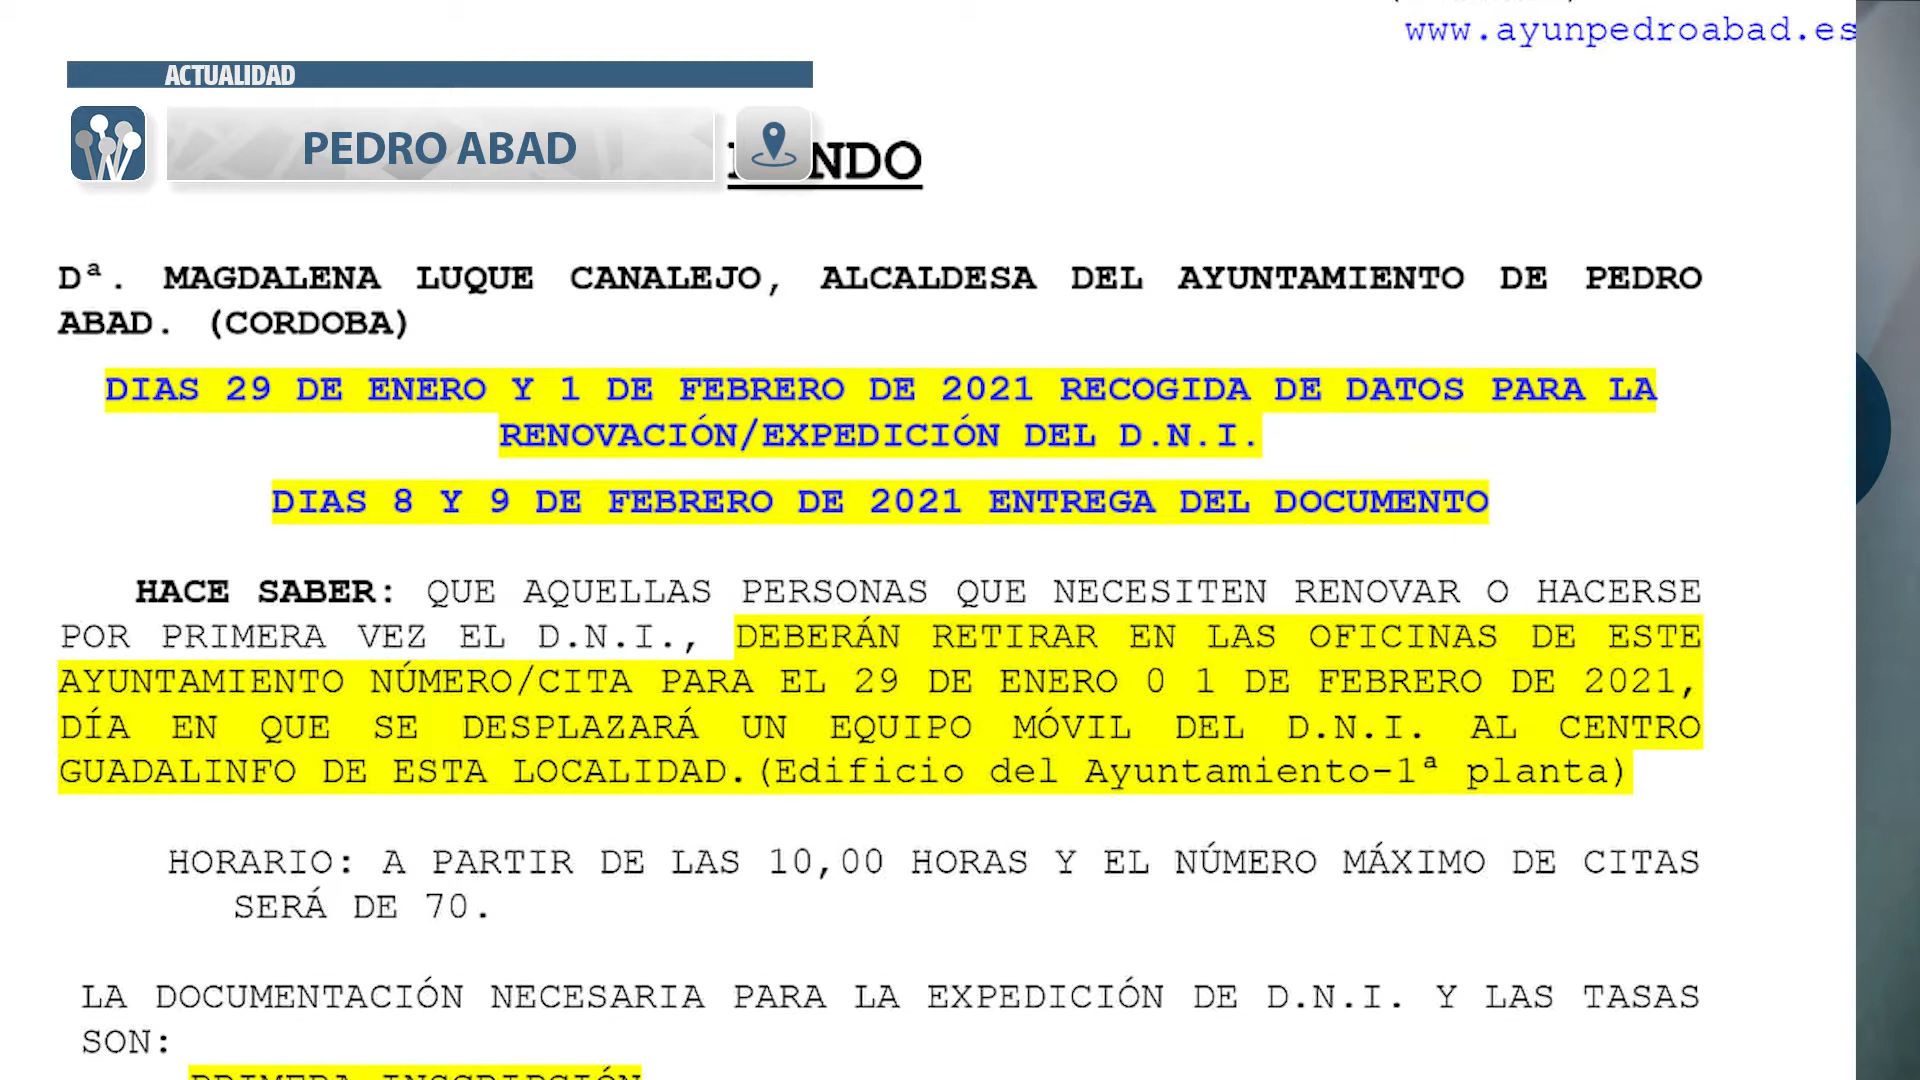 www.ayunpedroabad.es
ACTUALIDAD
PEDRO ABAD
NDO
Dª. MAGDALENA LUQUE CANALEJO, ALCALDESA DEL AYUNTAMIENTO DE PEDRO
ABAD. (CORDOBA)
DIAS 29 DE ENERO Y 1 DE FEBRERO DE 2021 RECOGIDA DE DATOS PARA LA
RENOVACIÓN/EXPEDICIÓN DEL D.N.I.
DIAS 8 Y 9 DE FEBRERO DE 2021 ENTREGA DEL DOCUMENTO
HACE SABER: QUE AQUELLAS PERSONAS QUE NECESITEN RENOVAR O HACERSE
POR PRIMERA VEZ EL D.N.I., DEBERÁN RETIRAR EN LAS OFICINAS DE ESTE
AYUNTAMIENTO NÚMERO/CITA PARA EL 29 DE ENERO 0 1 DE FEBRERO DE 2021,
DÍA EN QUE SE DESPLAZARÁ UN EQUIPO MÓVIL DEL D.N.I. AL CENTRO
GUADALINFO DE ESTA LOCALIDAD.(Edificio del Ayuntamiento-1ª planta)
HORARIO: A PARTIR DE LAS 10,00 HORAS Y EL NÚMERO MÁXIMO DE CITAS
SERÁ DE 70.
LA DOCUMENTACIÓN NECESARIA PARA LA EXPEDICIÓN DE D.N.I. Y LAS TASAS
SON:
PRIMERA INSCRIPCIÓN